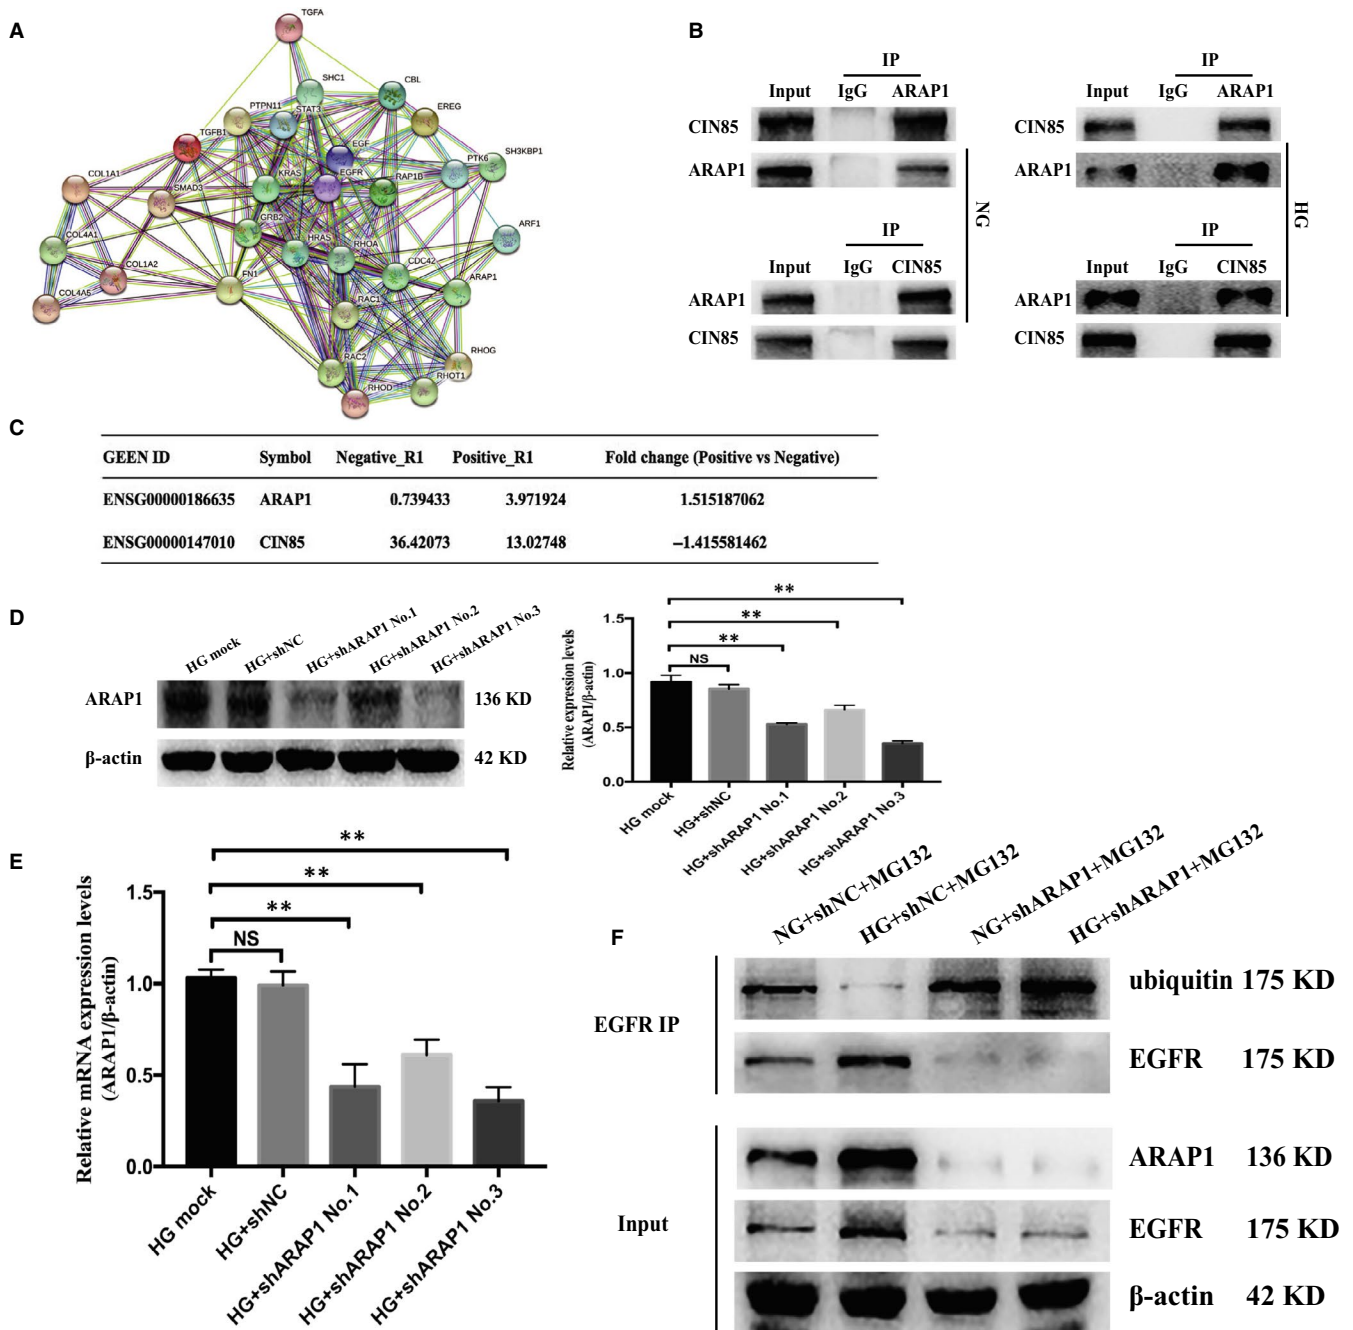 A
TGFA
SHC1
CBL
PTPN11
STAT3
EREG
TGFB1
EGF
PTK6
SH3KBP1
COL1A1
SMAD3
KRAS
EGFR
RAP1B
GRB2
ARF1
COL4A1
HRAS
RHOA
COL1A2
FN1
CDC42
ARAP1
COL4A5
RAC1
RAC2
RHOG
RHOT1
RHOD
B
IP
Input IgG ARAP1
CIN85
ARAP1
NG
IP
Input IgG CIN85
ARAP1
CIN85
IP
Input IgG ARAP1
CIN85
ARAP1
HG
IP
Input IgG CIN85
ARAP1
CIN85
C
GEEN ID Symbol Negative_R1 Positive_R1 Fold change (Positive vs Negative)
ENSG00000186635 ARAP1 0.739433 3.971924 1.515187062
ENSG00000147010 CIN85 36.42073 13.02748 −1.415581462
D
HG mock
HG+shNC
HG+shARAP1 No.1
HG+shARAP1 No.2
HG+shARAP1 No.3
ARAP1 136 KD
β-actin 42 KD
Relative expression levels
(ARAP1/β-actin)
1.5
1.0
0.5
0.0
**
**
**
NS
HG mock
HG+shNC
HG+shARAP1 No.1
HG+shARAP1 No.2
HG+shARAP1 No.3
E
Relative mRNA expression levels
(ARAP1/β-actin)
1.5
1.0
0.5
0.0
**
**
**
NS
HG mock
HG+shNC
HG+shARAP1 No.1
HG+shARAP1 No.2
HG+shARAP1 No.3
F
NG+shNC+MG132
HG+shNC+MG132
NG+shARAP1+MG132
HG+shARAP1+MG132
EGFR IP
ubiquitin 175 KD
EGFR 175 KD
Input
ARAP1 136 KD
EGFR 175 KD
β-actin 42 KD